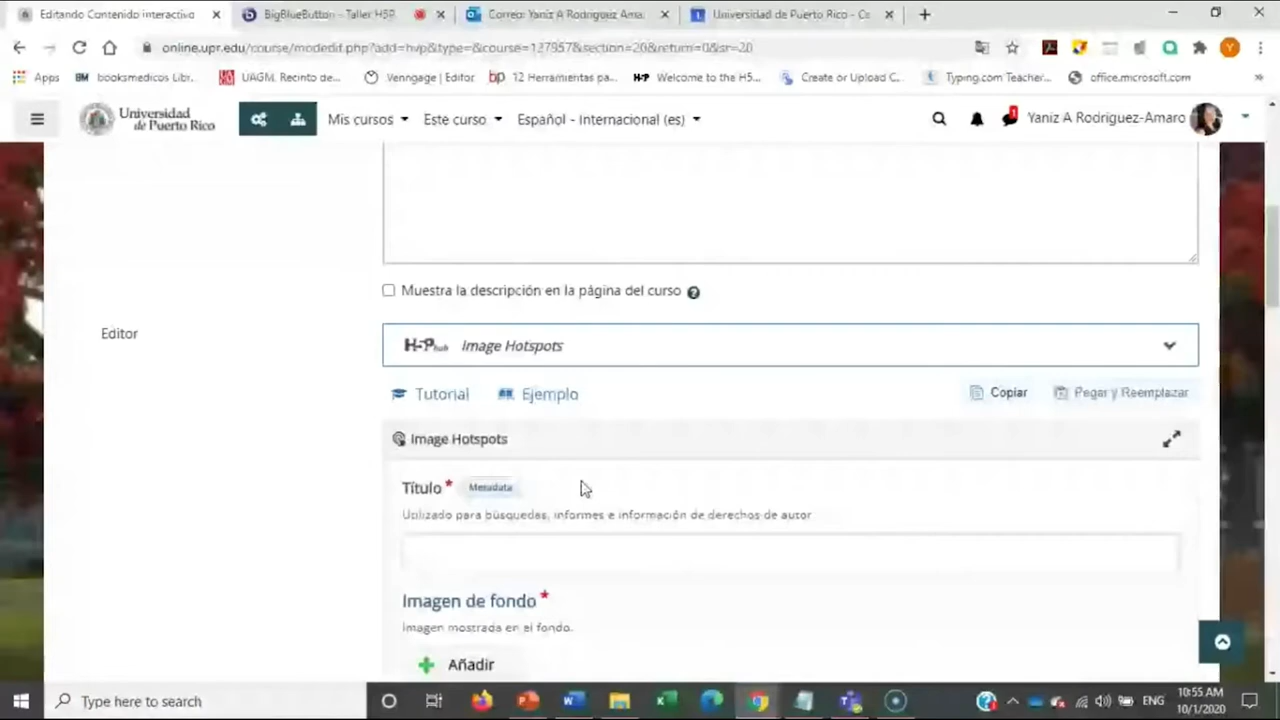 Editando Contenido interactivo
BigBlueButton - Taller H5P
Correo: Yaniz A Rodriguez Ama
Universidad de Puerto Rico - Co
online.upr.edu/course/modedit.php?add=hvp&type=&course=127957&section=20&return=0&sr=20
Apps
BM booksmedicos Libr...
UAGM. Recinto de...
Venngage | Editor
bp 12 Herramientas pa...
H-P Welcome to the H5...
Create or Upload C...
Typing.com Teacher...
office.microsoft.com
»
Universidad
de Puerto Rico
Mis cursos
Este curso
Español - Internacional (es)
1
Yaniz A Rodriguez-Amaro
Muestra la descripción en la página del curso
Editor
H5Phub Image Hotspots
Tutorial
Ejemplo
Copiar
Pegar y Reemplazar
Image Hotspots
Título * Metadata
Utilizado para búsquedas, informes e información de derechos de autor
Imagen de fondo *
Imagen mostrada en el fondo.
Añadir
Type here to search
ENG
10:55 AM
10/1/2020